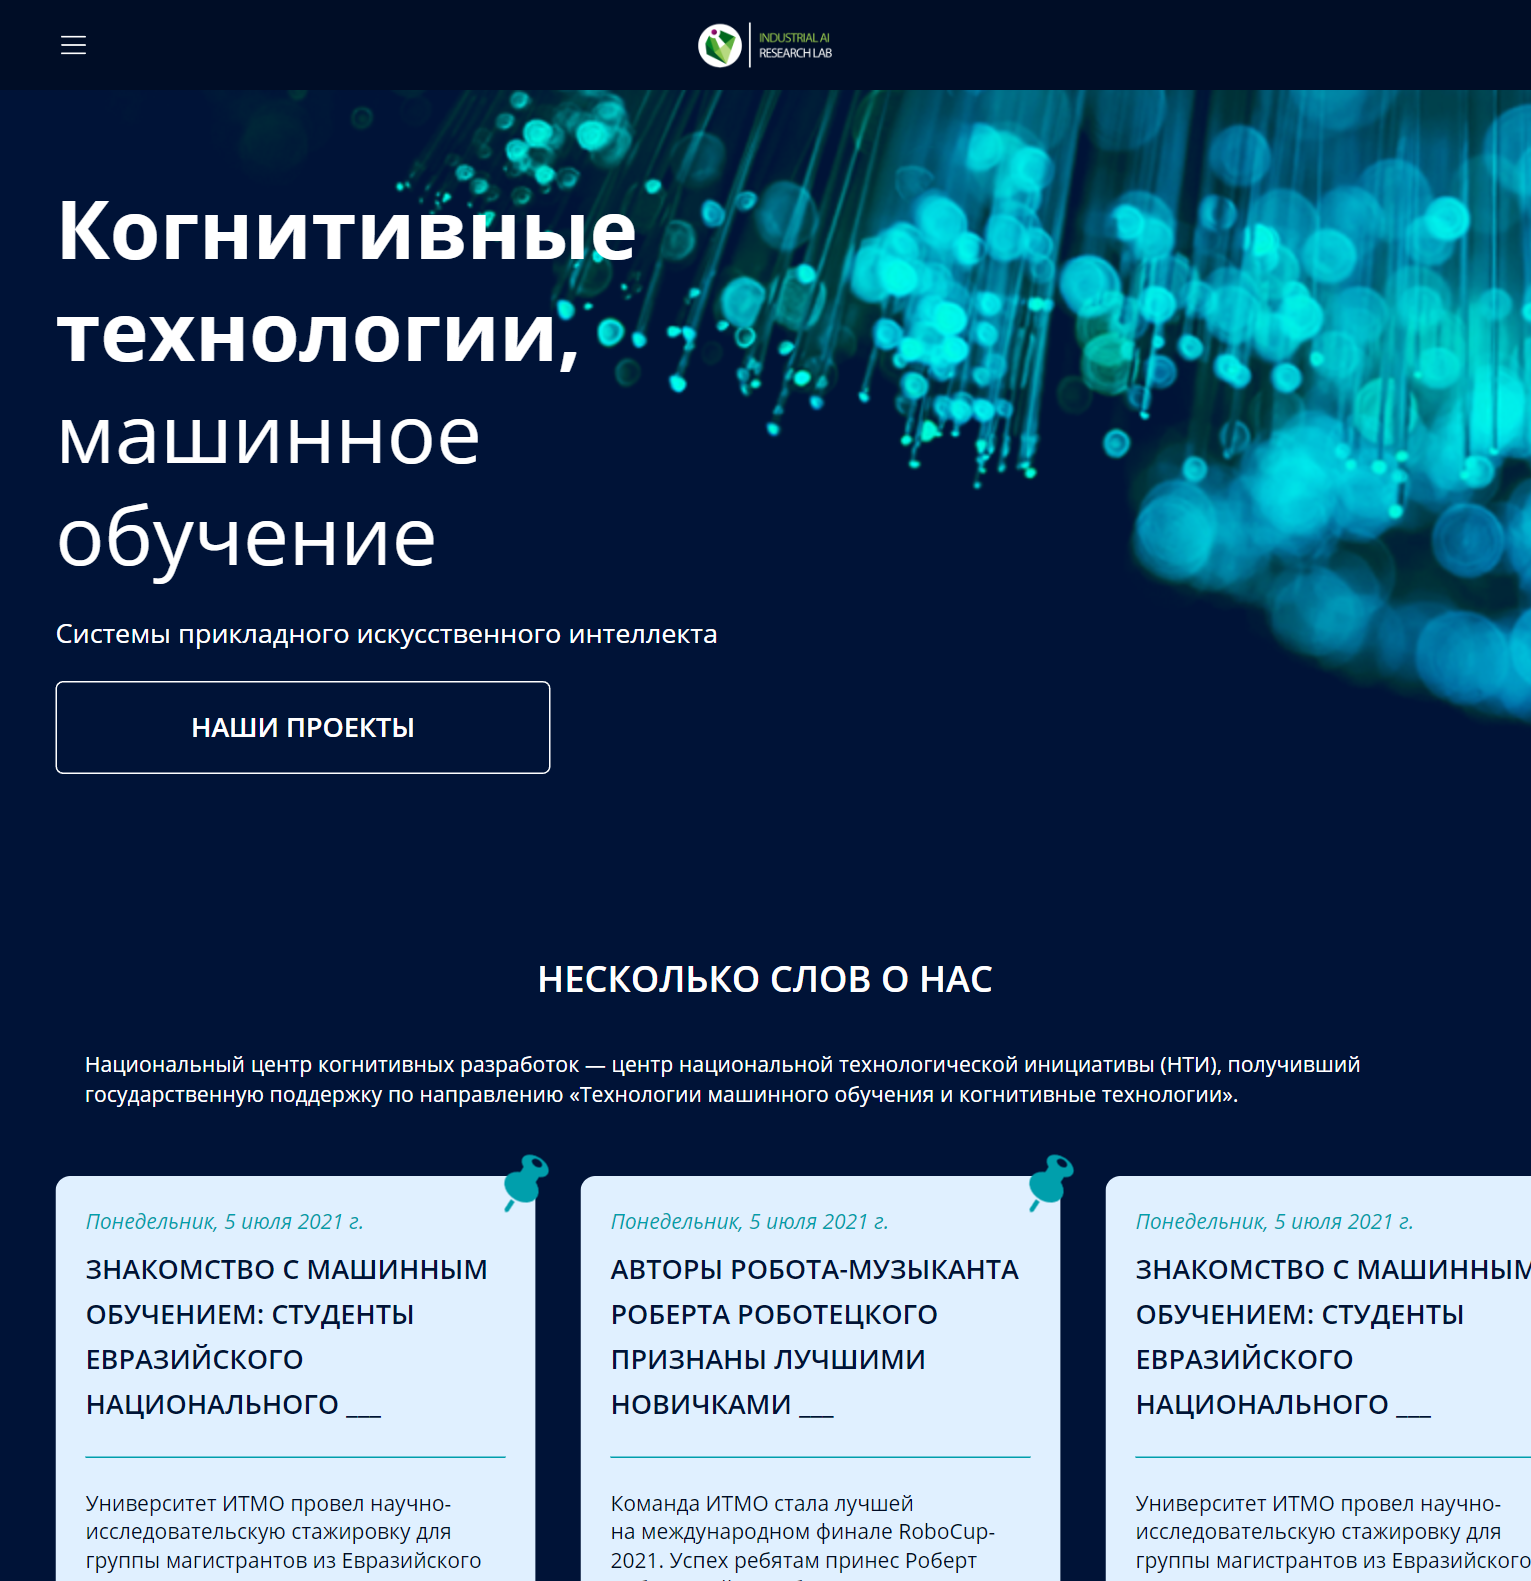 INDUSTRIAL AI
RESEARCH LAB
Когнитивные
технологии,
машинное
обучение
Системы прикладного искусственного интеллекта
НАШИ ПРОЕКТЫ
НЕСКОЛЬКО СЛОВ О НАС
Национальный центр когнитивных разработок — центр национальной технологической инициативы (НТИ), получивший
государственную поддержку по направлению «Технологии машинного обучения и когнитивные технологии».
Понедельник, 5 июля 2021 г.
ЗНАКОМСТВО С МАШИННЫМ
ОБУЧЕНИЕМ: СТУДЕНТЫ
ЕВРАЗИЙСКОГО
НАЦИОНАЛЬНОГО ___
Университет ИТМО провел научно-
исследовательскую стажировку для
группы магистрантов из Евразийского
Понедельник, 5 июля 2021 г.
АВТОРЫ РОБОТА-МУЗЫКАНТА
РОБЕРТА РОБОТЕЦКОГО
ПРИЗНАНЫ ЛУЧШИМИ
НОВИЧКАМИ ___
Команда ИТМО стала лучшей
на международном финале RoboCup-
2021. Успех ребятам принес Роберт
Понедельник, 5 июля 2021 г.
ЗНАКОМСТВО С МАШИННЫМ
ОБУЧЕНИЕМ: СТУДЕНТЫ
ЕВРАЗИЙСКОГО
НАЦИОНАЛЬНОГО ___
Университет ИТМО провел научно-
исследовательскую стажировку для
группы магистрантов из Евразийского